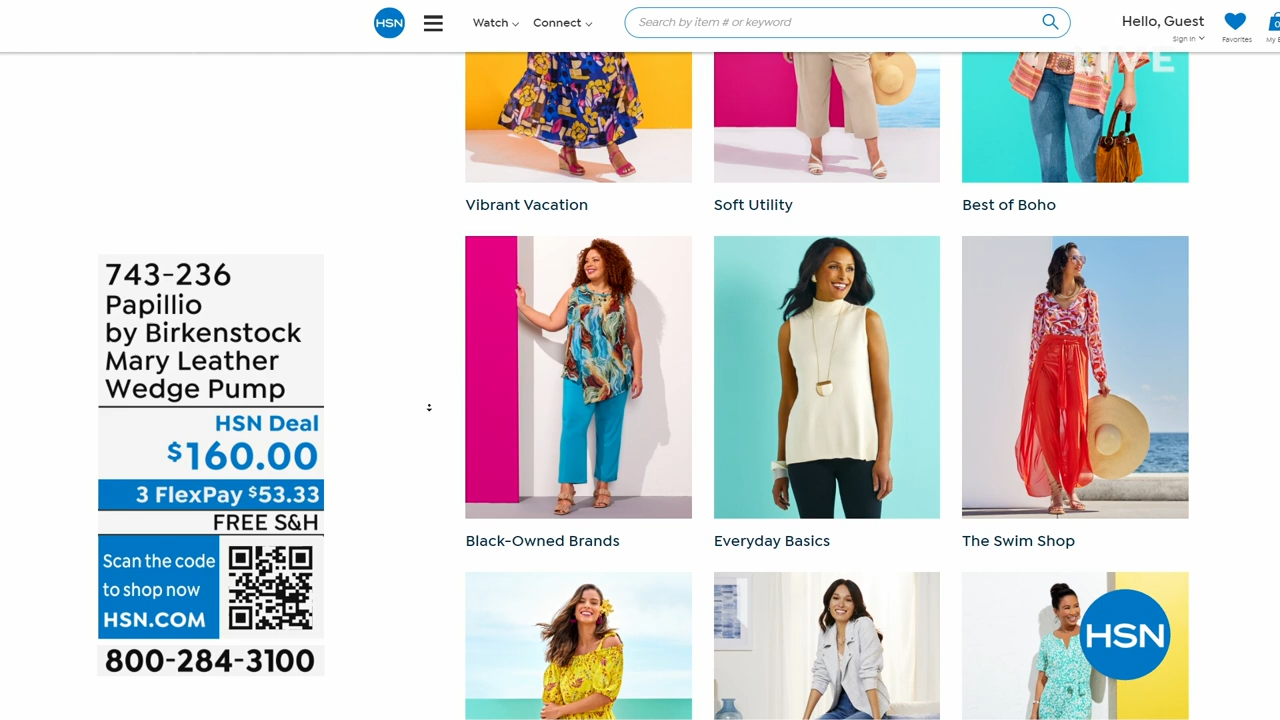 HSN
Watch
Connect
Search by item # or keyword
Hello, Guest
Sign In
Favorites
0
LIVE
Vibrant Vacation
Soft Utility
Best of Boho
743-236
Papillio
by Birkenstock
Mary Leather
Wedge Pump
HSN Deal
$160.00
3 FlexPay $53.33
FREE S&H
Scan the code
to shop now
HSN.COM
800-284-3100
Black-Owned Brands
Everyday Basics
The Swim Shop
HSN